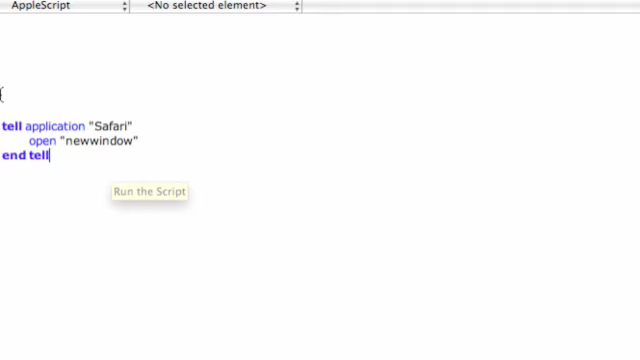 AppleScript <No selected element>
{
tell application "Safari"
open "newwindow"
end tell
Run the Script